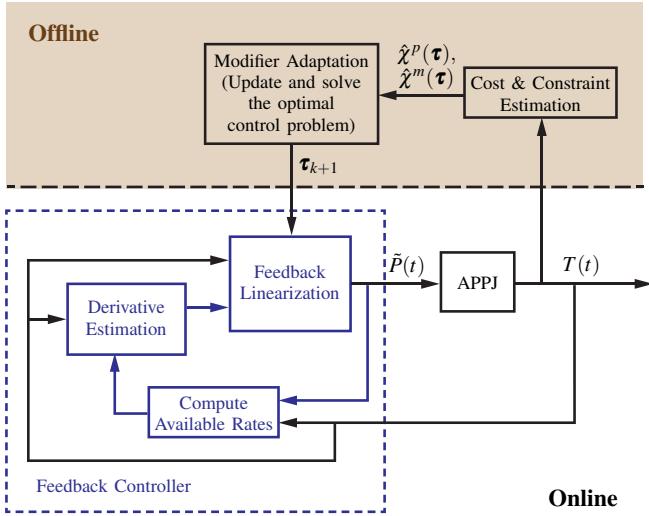 Offline
Modifier Adaptation
(Update and solve
the optimal
control problem)
χ̂ᵖ(τ),
χ̂ᵐ(τ)
Cost & Constraint
Estimation
τₖ₊₁
Feedback
Linearization
P̃(t)
APPJ
T(t)
Derivative
Estimation
Compute
Available Rates
Feedback Controller
Online